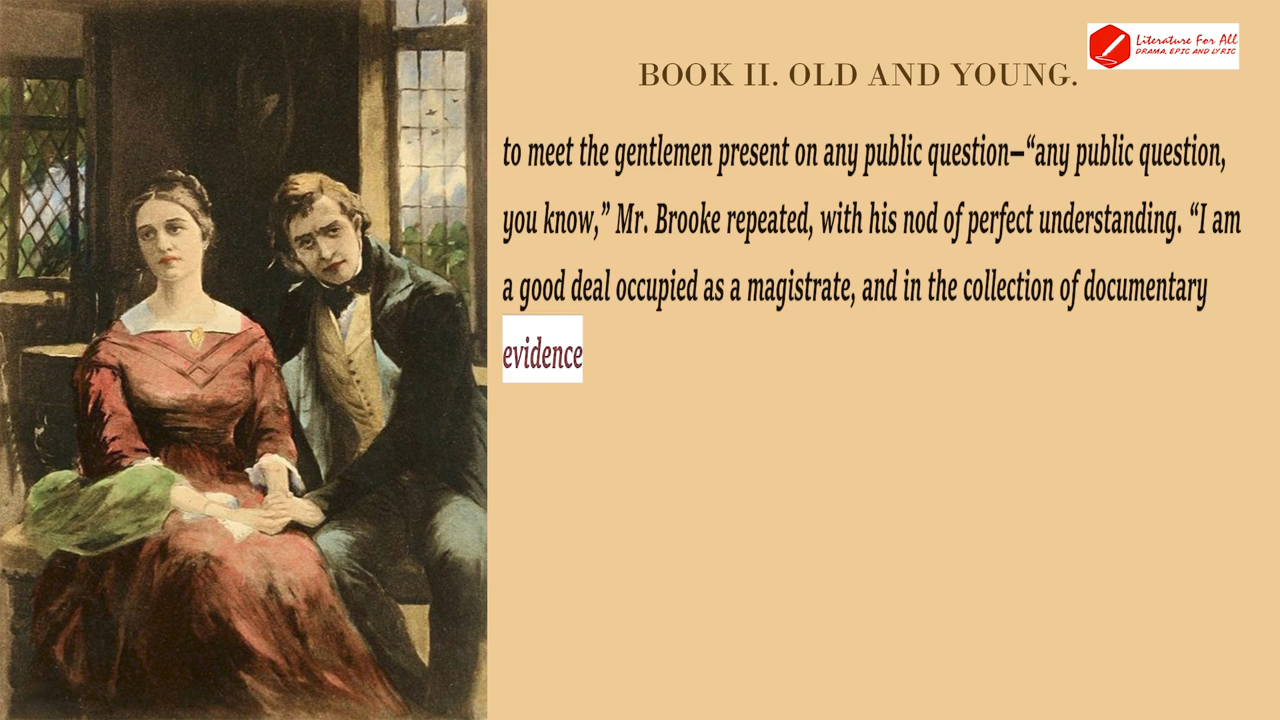 Literature For All
DRAMA, EPIC AND LYRIC
BOOK II. OLD AND YOUNG.
to meet the gentlemen present on any public question—“any public question,
you know,” Mr. Brooke repeated, with his nod of perfect understanding. “I am
a good deal occupied as a magistrate, and in the collection of documentary
evidence